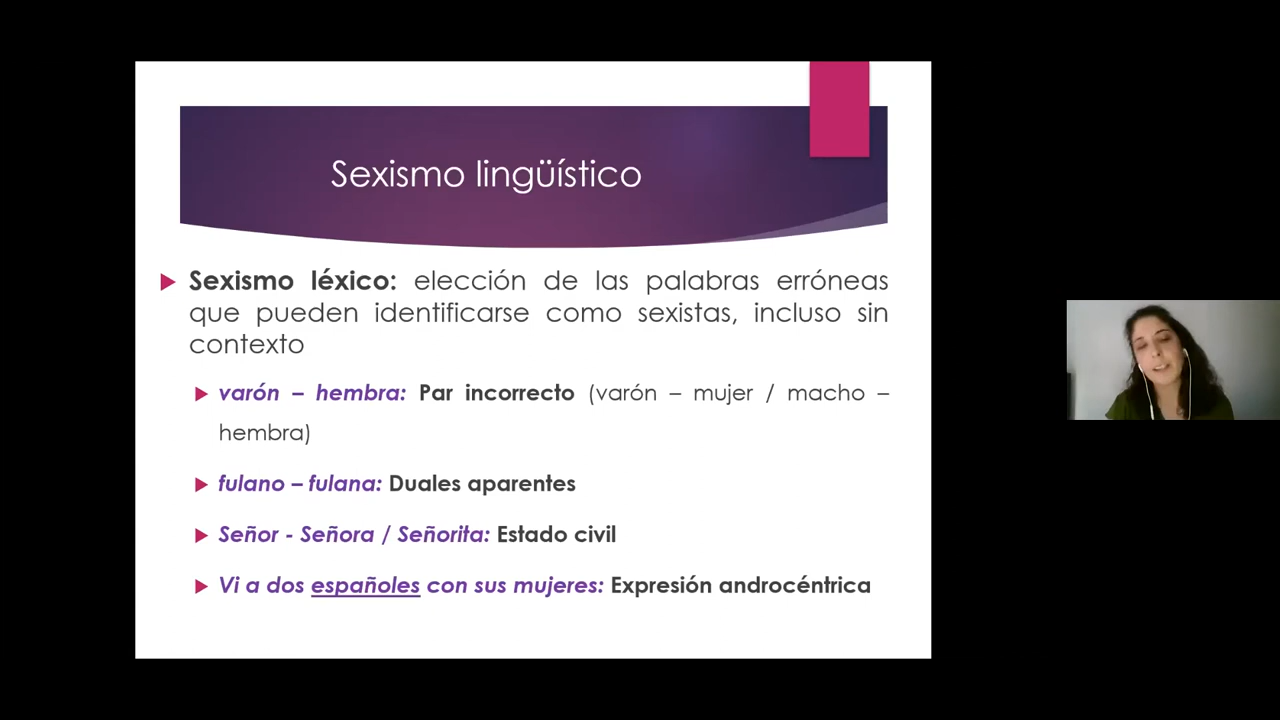 Sexismo lingüístico
Sexismo léxico: elección de las palabras erróneas
que pueden identificarse como sexistas, incluso sin
contexto
varón – hembra: Par incorrecto (varón – mujer / macho –
hembra)
fulano – fulana: Duales aparentes
Señor - Señora / Señorita: Estado civil
Vi a dos españoles con sus mujeres: Expresión androcéntrica